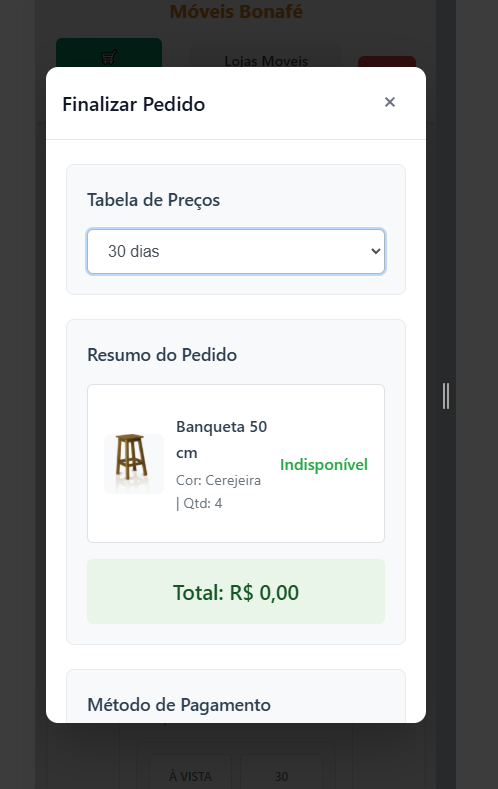 Móveis Bonafé
Lojas Moveis
Finalizar Pedido
×
Tabela de Preços
30 dias
Resumo do Pedido
Banqueta 50
cm
Cor: Cerejeira
| Qtd: 4
Indisponível
Total: R$ 0,00
Método de Pagamento
À VISTA
30